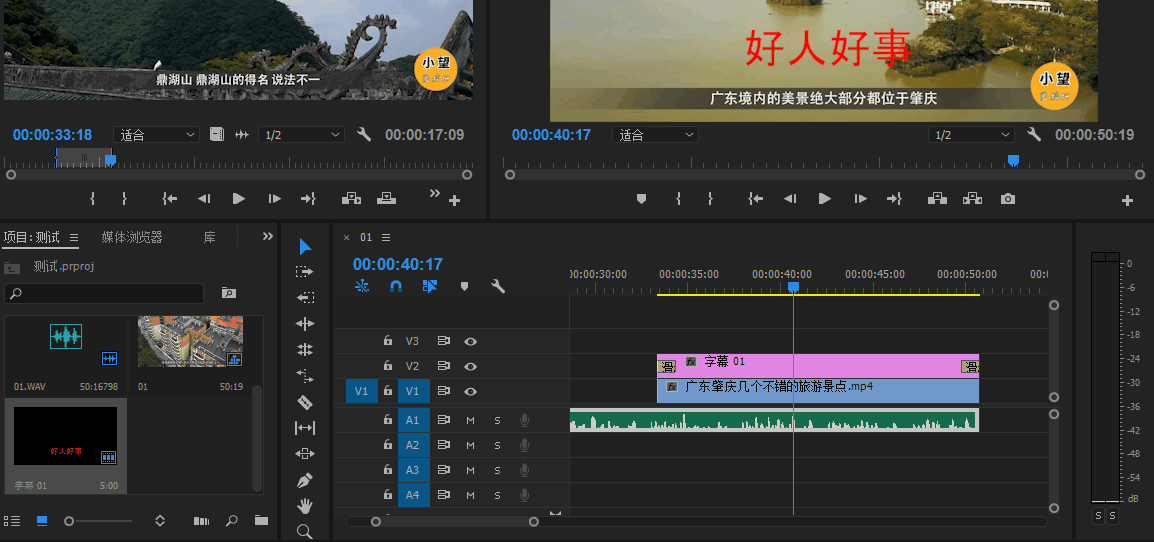 小望
鼎湖山 鼎湖山的得名 说法不一
好人好事
小望
广东境内的美景绝大部分都位于肇庆
00:00:33:18
适合
1/2
00:00:17:09
00:00:40:17
适合
1/2
00:00:50:19
项目: 测试
媒体浏览器
库
测试.prproj
01.WAV
50:16798
01
50:19
好人好事
字幕 01
5:00
× 01
00:00:40:17
00:00:30:00
00:00:35:00
00:00:40:00
00:00:45:00
00:00:50:00
00:0
V3
V2
fx 字幕 01
V1
V1
fx 广东肇庆几个不错的旅游景点.mp4
A1 M S
A2 M S
A3 M S
A4 M S
0
-6
-12
-18
-24
-30
-36
-42
-48
-54
dB
S S